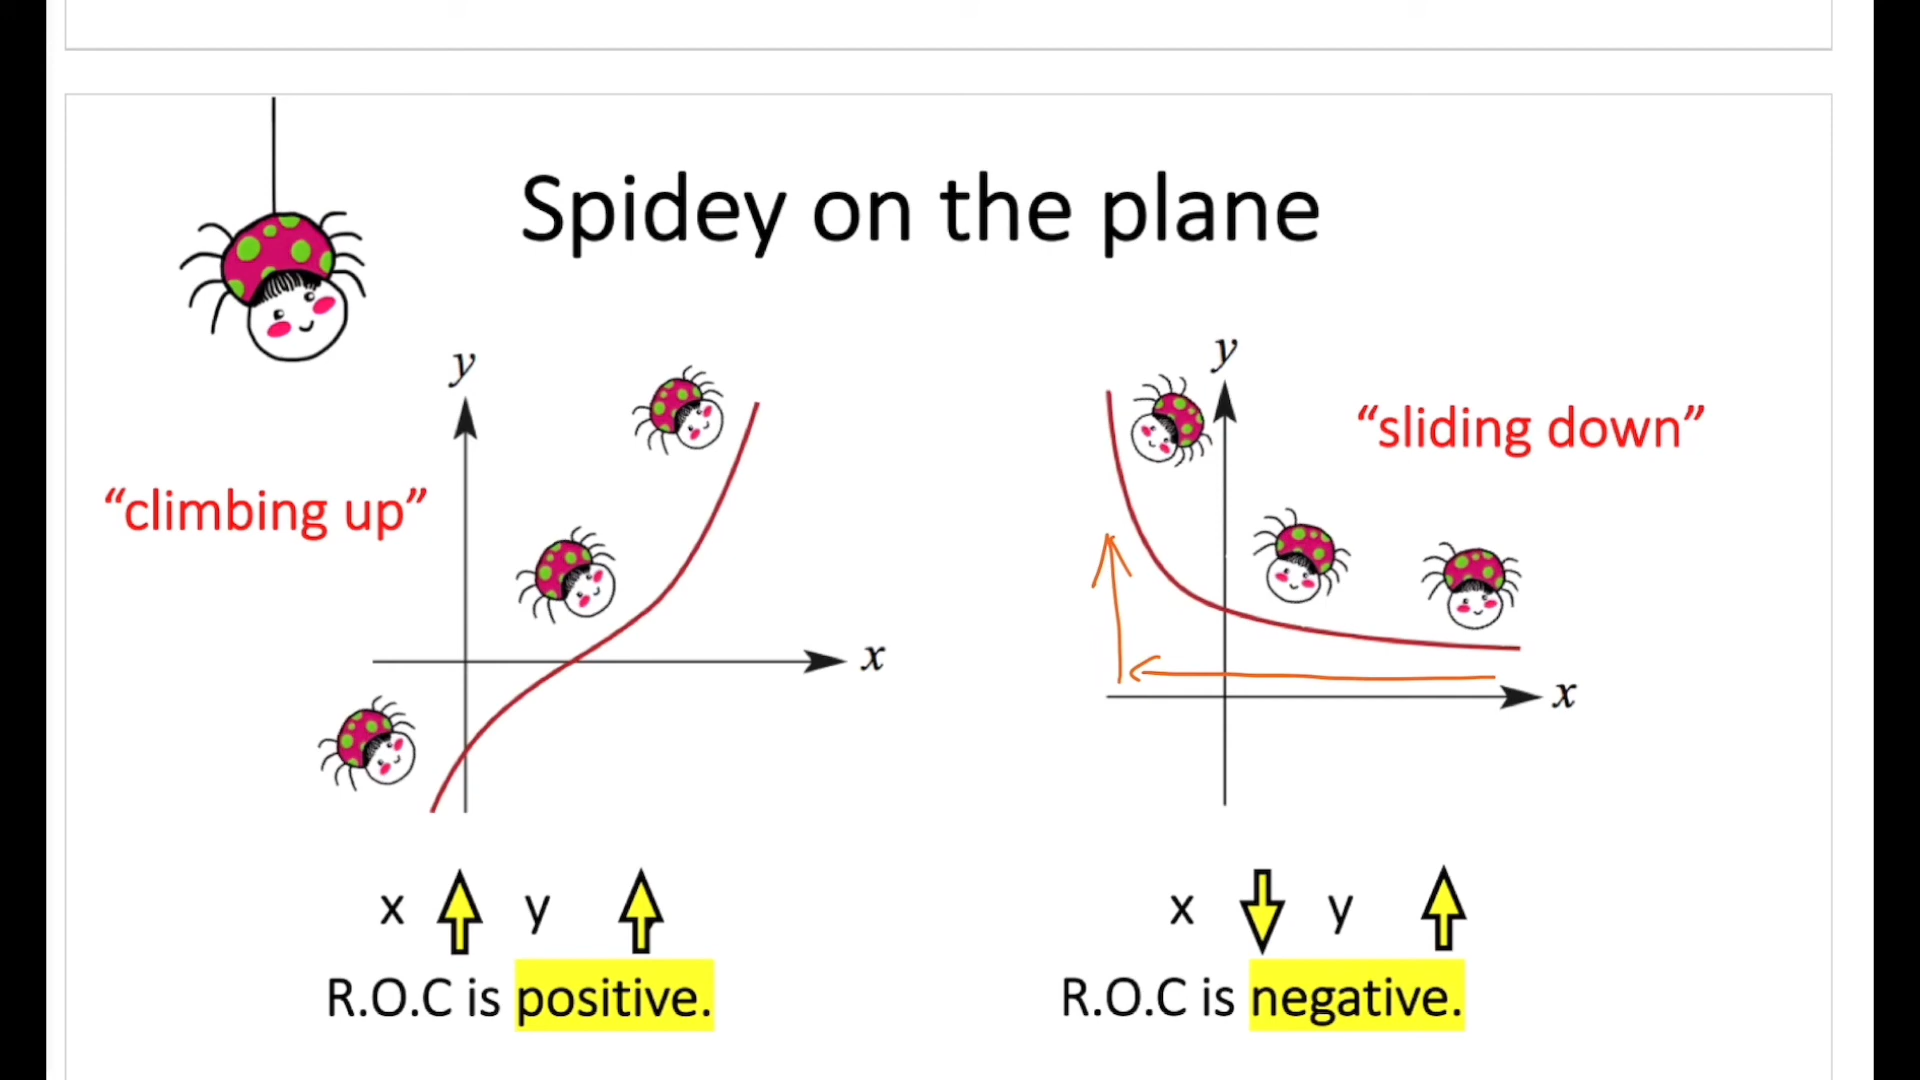 Spidey on the plane
y
y
“climbing up”
“sliding down”
x
x
x y
R.O.C is positive.
x y
R.O.C is negative.